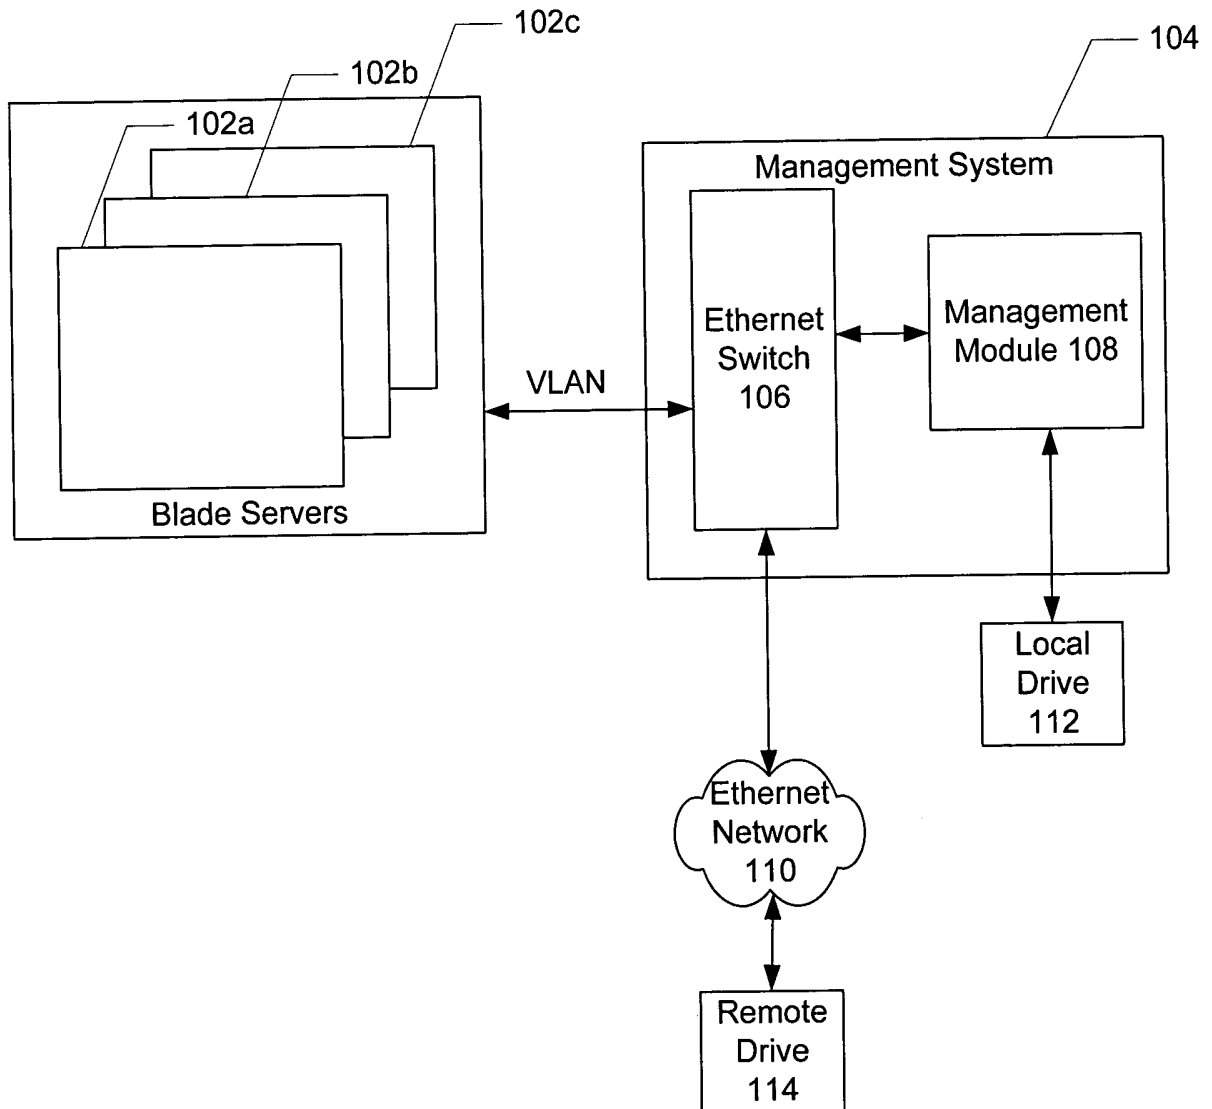 102c
104
102b
102a
Management System
Ethernet
Switch
106
Management
Module 108
VLAN
Blade Servers
Local
Drive
112
Ethernet
Network
110
Remote
Drive
114